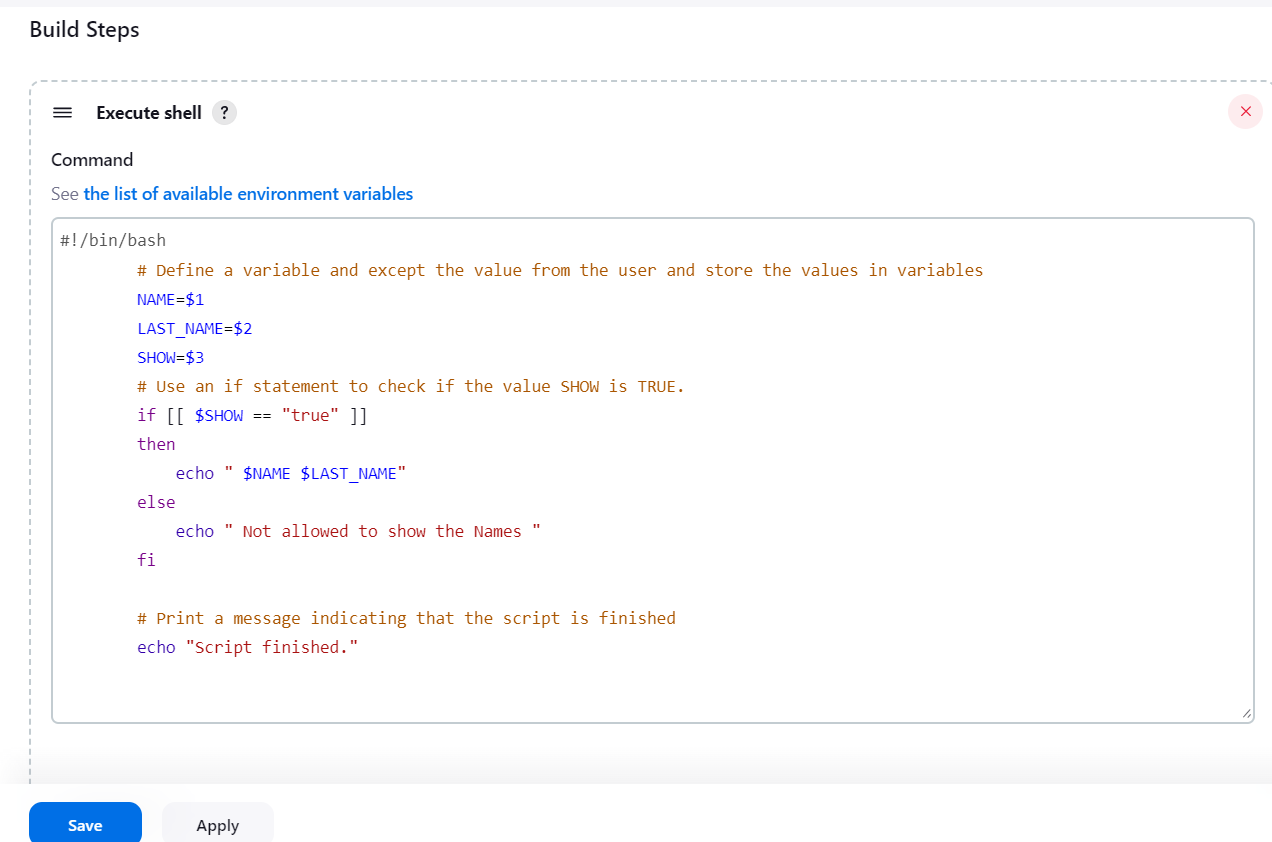 Build Steps
Execute shell ?
Command
See the list of available environment variables
#!/bin/bash
# Define a variable and except the value from the user and store the values in variables
NAME=$1
LAST_NAME=$2
SHOW=$3
# Use an if statement to check if the value SHOW is TRUE.
if [[ $SHOW == "true" ]]
then
echo " $NAME $LAST_NAME"
else
echo " Not allowed to show the Names "
fi
# Print a message indicating that the script is finished
echo "Script finished."
Save Apply